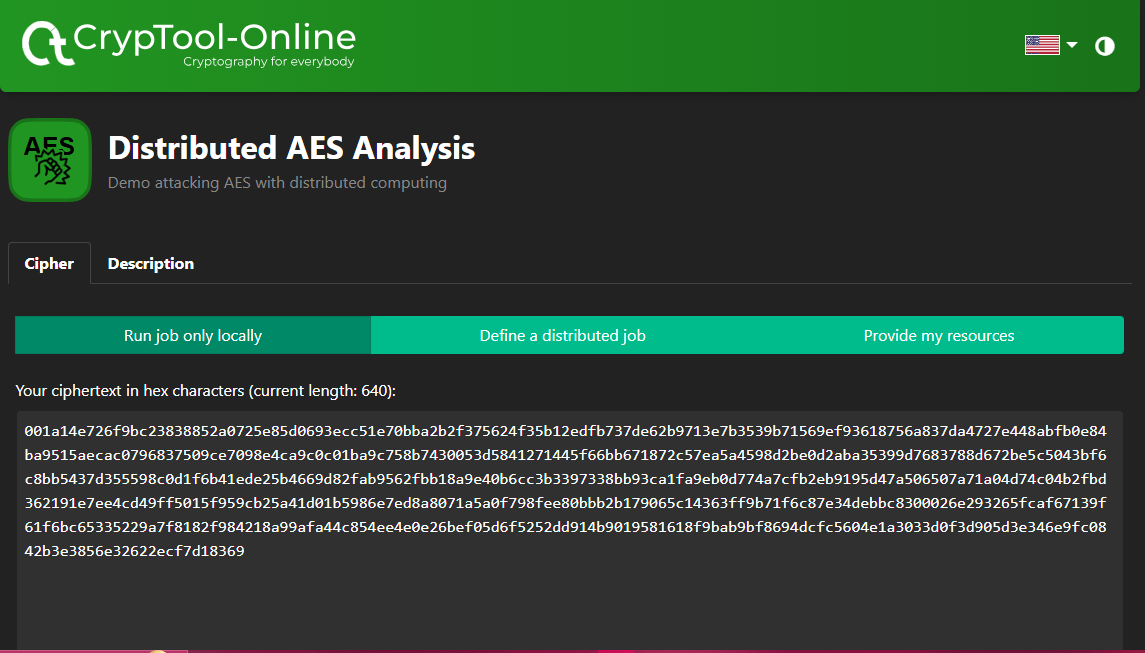 CrypTool-Online
Cryptography for everybody
AES
Distributed AES Analysis
Demo attacking AES with distributed computing
Cipher
Description
Run job only locally
Define a distributed job
Provide my resources
Your ciphertext in hex characters (current length: 640):
001a14e726f9bc23838852a0725e85d0693ecc51e70bba2b2f375624f35b12edfb737de62b9713e7b3539b71569ef93618756a837da4727e448abfb0e84
ba9515aecac0796837509ce7098e4ca9c0c01ba9c758b7430053d5841271445f66bb671872c57ea5a4598d2be0d2aba35399d7683788d672be5c5043bf6
c8bb5437d355598c0d1f6b41ede25b4669d82fab9562fbb18a9e40b6cc3b3397338bb93ca1fa9eb0d774a7cfb2eb9195d47a506507a71a04d74c04b2fbd
362191e7ee4cd49ff5015f959cb25a41d01b5986e7ed8a8071a5a0f798fee80bbb2b179065c14363ff9b71f6c87e34debbc8300026e293265fcaf67139f
61f6bc65335229a7f8182f984218a99afa44c854ee4e0e26bef05d6f5252dd914b9019581618f9bab9bf8694dcfc5604e1a3033d0f3d905d3e346e9fc08
42b3e3856e32622ecf7d18369